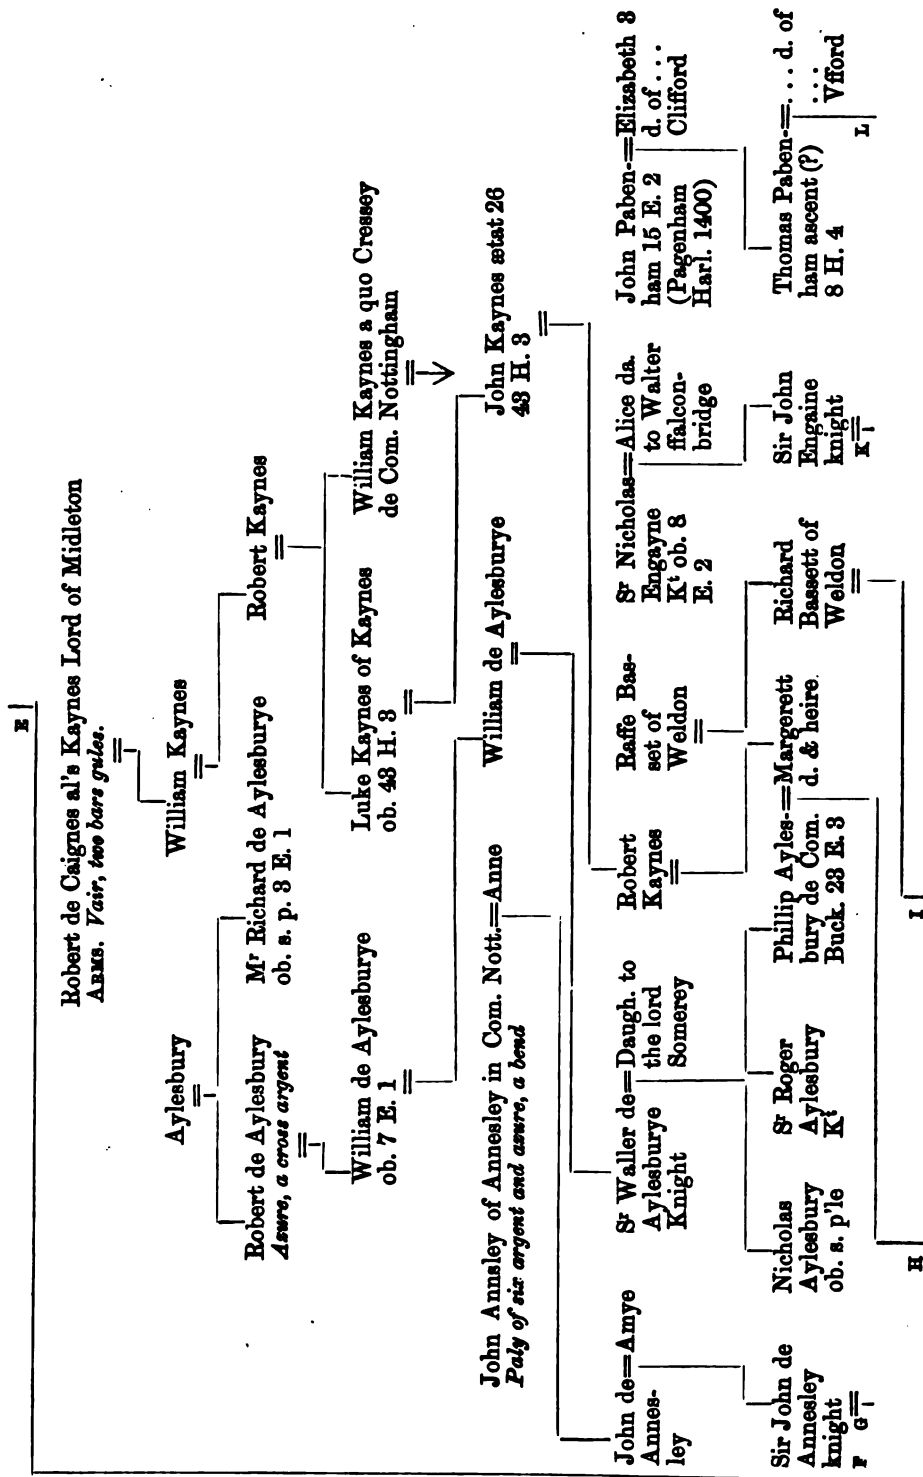 E
Robert de Caignes al's Kaynes Lord of Midleton
ARMS. Vair, two bars gules.
William Kaynes
Aylesbury
Robert de Aylesbury
Azure, a cross argent
Mr Richard de Aylesburye
ob. s. p. 3 E. 1
Robert Kaynes
William de Aylesburye
ob. 7 E. 1
Luke Kaynes of Kaynes
ob. 43 H. 3
William Kaynes a quo Cressey
de Com. Nottingham
John Annsley of Annesley in Com. Nott.=Anne
Paly of six argent and azure, a bend
William de Aylesburye
John Kaynes ætat 26
43 H. 3
John de=Amye
Annes-
ley
Sr Waller de=Daugh. to
Aylesburye the lord
Knight Somerey
Robert
Kaynes
Raffe Bas-
set of
Weldon
Sr Nicholas=Alice da.
Engayne to Walter
Kt ob. 8 ffalcon-
E. 2 bridge
John Paben-=Elizabeth 3
ham 15 E. 2 d. of ...
(Pagenham Clifford
Harl. 1400)
Sir John de
Annesley
knight
F G
Nicholas
Aylesbury
ob. s. p'le
Sr Roger
Aylesbury
Kt
Phillip Ayles-=Margerett
bury de Com. d. & heire
Buck. 23 E. 3
Richard
Bassett of
Weldon
Sir John
Engaine
knight
K
Thomas Paben-=.... d. of
ham ascent (?) ....
8 H. 4 Vfford
L
H
I